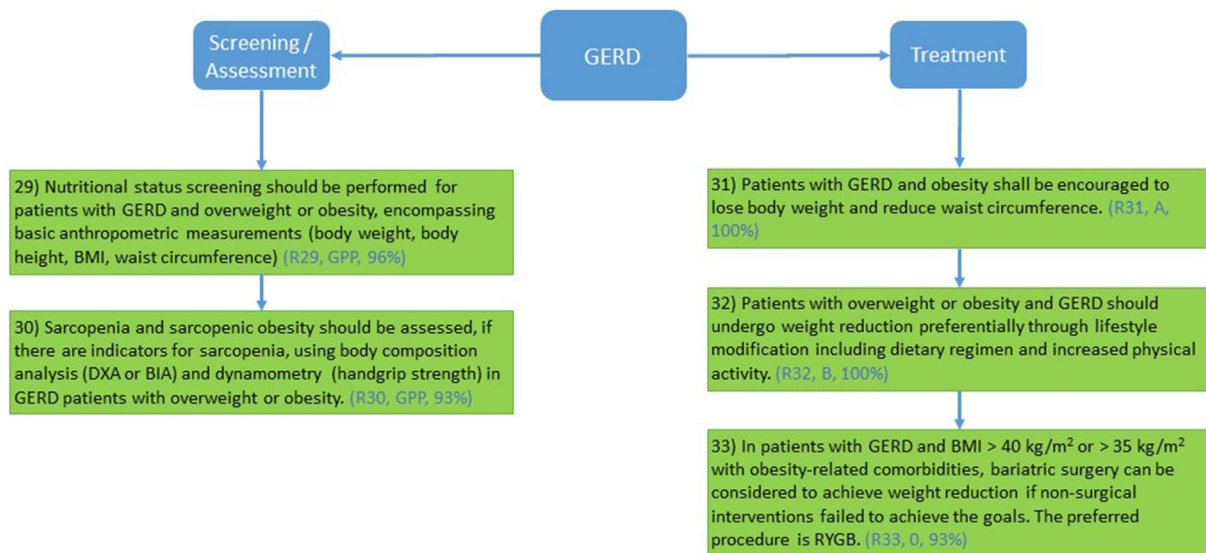 Screening /
Assessment
GERD
Treatment
29) Nutritional status screening should be performed for
patients with GERD and overweight or obesity, encompassing
basic anthropometric measurements (body weight, body
height, BMI, waist circumference) (R29, GPP, 96%)
30) Sarcopenia and sarcopenic obesity should be assessed, if
there are indicators for sarcopenia, using body composition
analysis (DXA or BIA) and dynamometry (handgrip strength) in
GERD patients with overweight or obesity. (R30, GPP, 93%)
31) Patients with GERD and obesity shall be encouraged to
lose body weight and reduce waist circumference. (R31, A,
100%)
32) Patients with overweight or obesity and GERD should
undergo weight reduction preferentially through lifestyle
modification including dietary regimen and increased physical
activity. (R32, B, 100%)
33) In patients with GERD and BMI > 40 kg/m² or > 35 kg/m²
with obesity-related comorbidities, bariatric surgery can be
considered to achieve weight reduction if non-surgical
interventions failed to achieve the goals. The preferred
procedure is RYGB. (R33, 0, 93%)